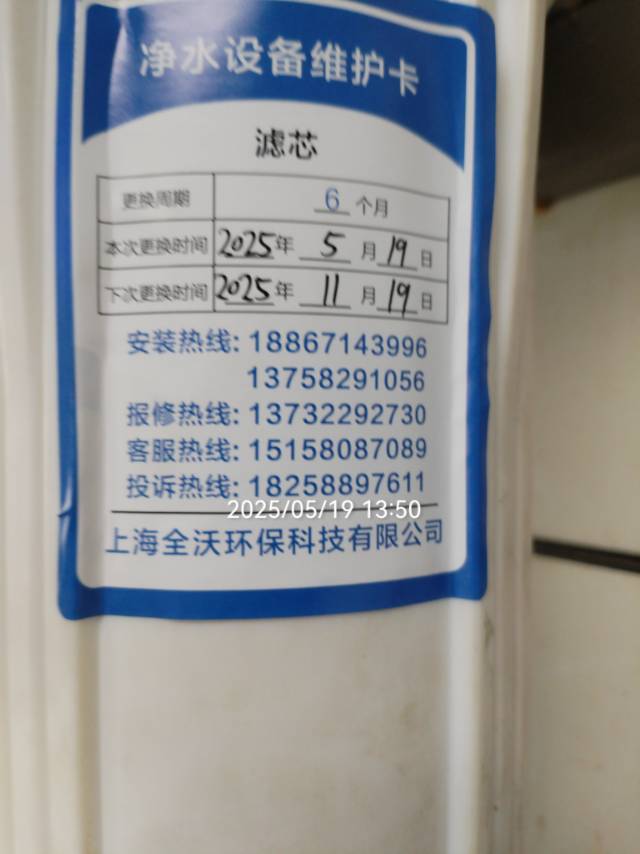 净水设备维护卡
滤芯
更换周期 6 个月
本次更换时间 2025年 5 月 19 日
下次更换时间 2025年 11 月 19 日
安装热线: 18867143996
13758291056
报修热线: 13732292730
客服热线: 15158087089
投诉热线: 18258897611
2025/05/19 13:50
上海全沃环保科技有限公司